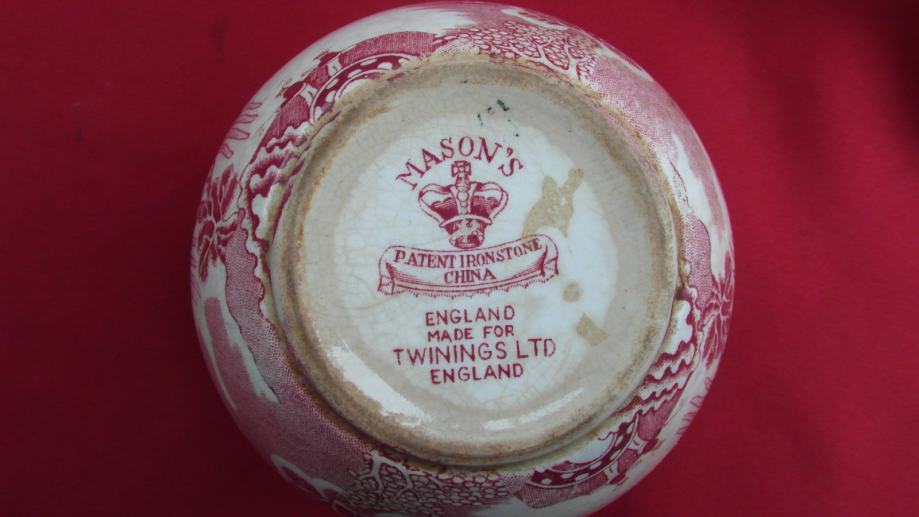 MASON'S
PATENT IRONSTONE
CHINA
ENGLAND
MADE FOR
TWININGS LTD
ENGLAND